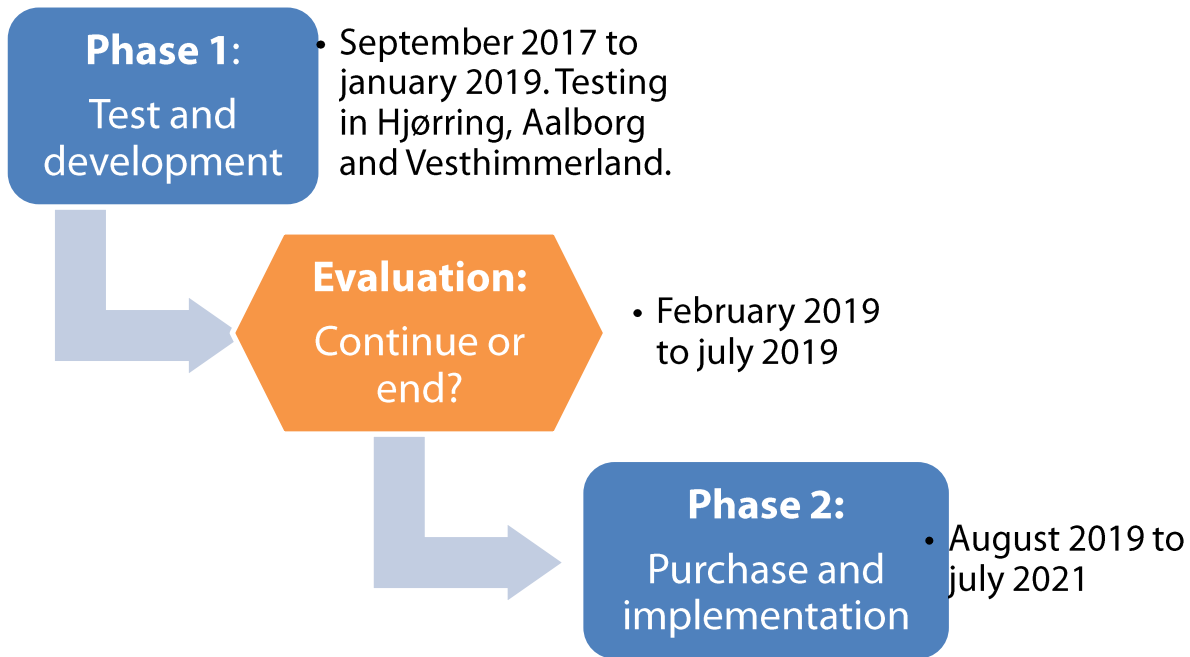 Phase 1:
Test and
development
• September 2017 to
january 2019. Testing
in Hjørring, Aalborg
and Vesthimmerland.
Evaluation:
Continue or
end?
• February 2019
to july 2019
Phase 2:
Purchase and
implementation
• August 2019 to
july 2021